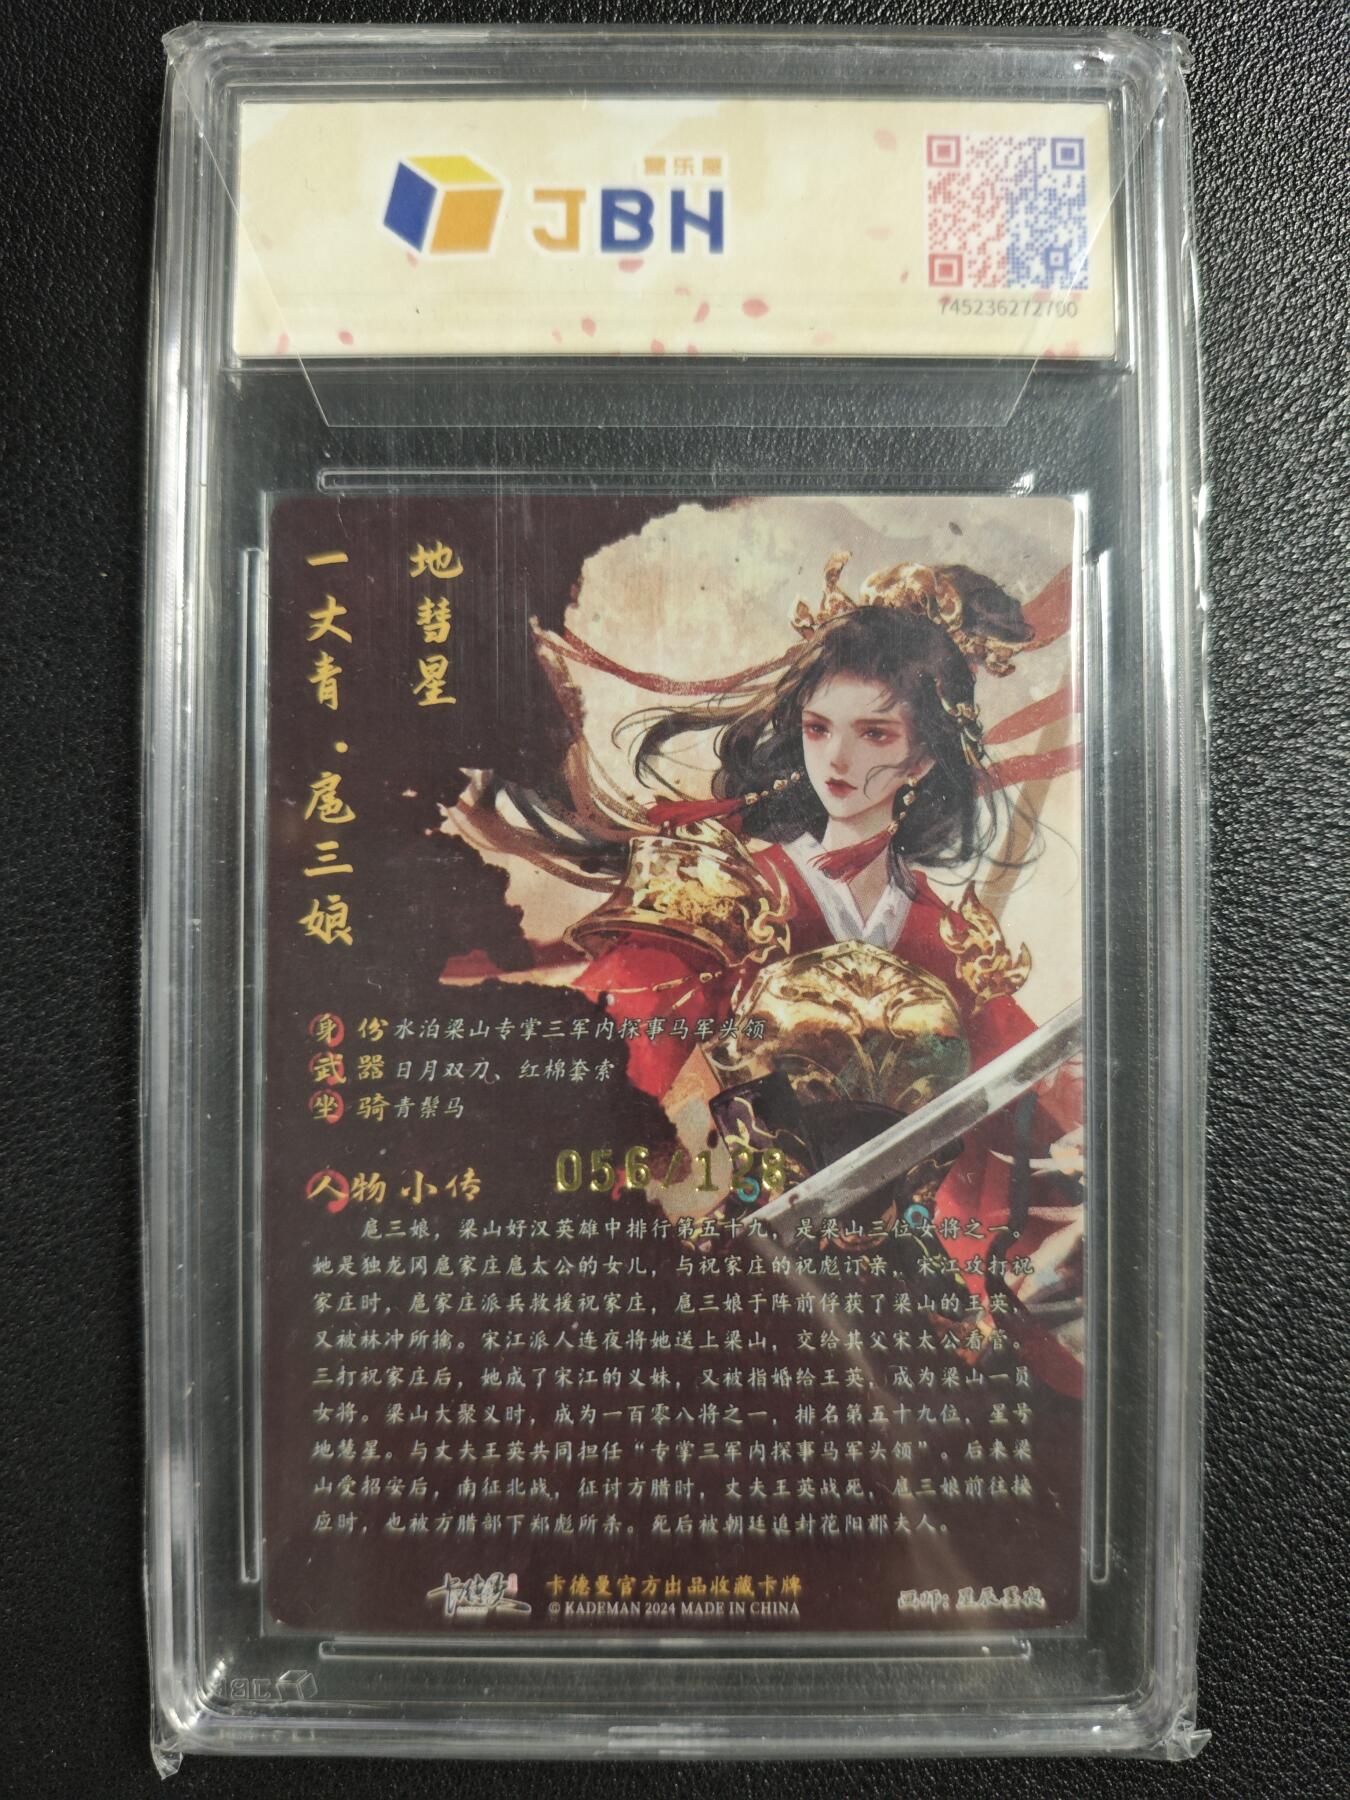 集乐屋
JBH
745236272700
地彗星
一丈青·扈三娘
身份 水泊梁山专掌三军内探事马军头领
武器 日月双刀、红棉套索
坐骑 青鬃马
人物小传
056/128
扈三娘，梁山好汉英雄中排行第五十九，是梁山三位女将之一。
她是独龙冈扈家庄扈太公的女儿，与祝家庄的祝彪订亲，宋江攻打祝
家庄时，扈家庄派兵救援祝家庄，扈三娘于阵前俘获了梁山的王英，
又被林冲所擒。宋江派人连夜将她送上梁山，交给其父宋太公看管。
三打祝家庄后，她成了宋江的义妹，又被指婚给王英，成为梁山一员
女将。梁山大聚义时，成为一百零八将之一，排名第五十九位，星号
地慧星。与丈夫王英共同担任“专掌三军内探事马军头领”。后来梁
山受招安后，南征北战，征讨方腊时，丈夫王英战死，扈三娘前往接
应时，也被方腊部下郑彪所杀。死后被朝廷追封花阳郡夫人。
卡德曼
卡德曼官方出品收藏卡牌
© KADEMAN 2024 MADE IN CHINA
画师：星辰墨夜